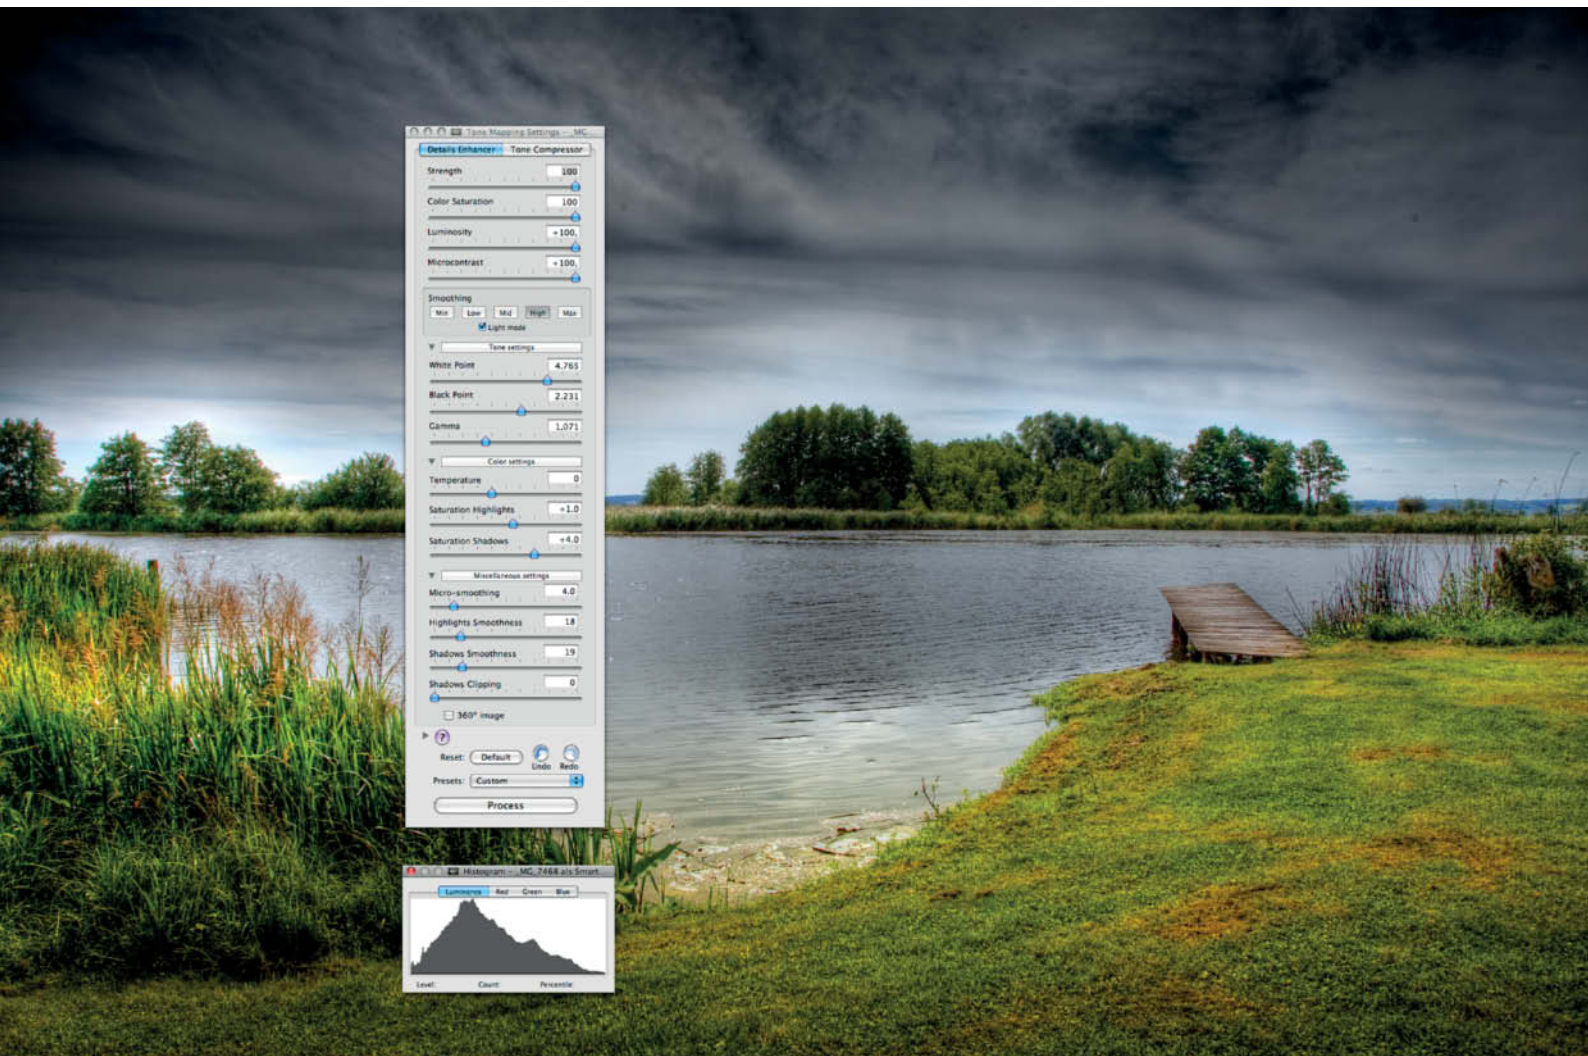 Tone Mapping Settings - _MG...
Details Enhancer Tone Compressor
Strength 100
Color Saturation 100
Luminosity +100,
Microcontrast +100,
Smoothing
Min Low Mid High Max
Light mode
Tone settings
White Point 4.765
Black Point 2.231
Gamma 1,071
Color settings
Temperature 0
Saturation Highlights +1.0
Saturation Shadows +4.0
Miscellaneous settings
Micro-smoothing 4.0
Highlights Smoothness 18
Shadows Smoothness 19
Shadows Clipping 0
360° image
?
Reset: Default Undo Redo
Presets: Custom
Process
Histogram - _MG_7468 als Smart
Luminance Red Green Blue
Level: Count: Percentile: